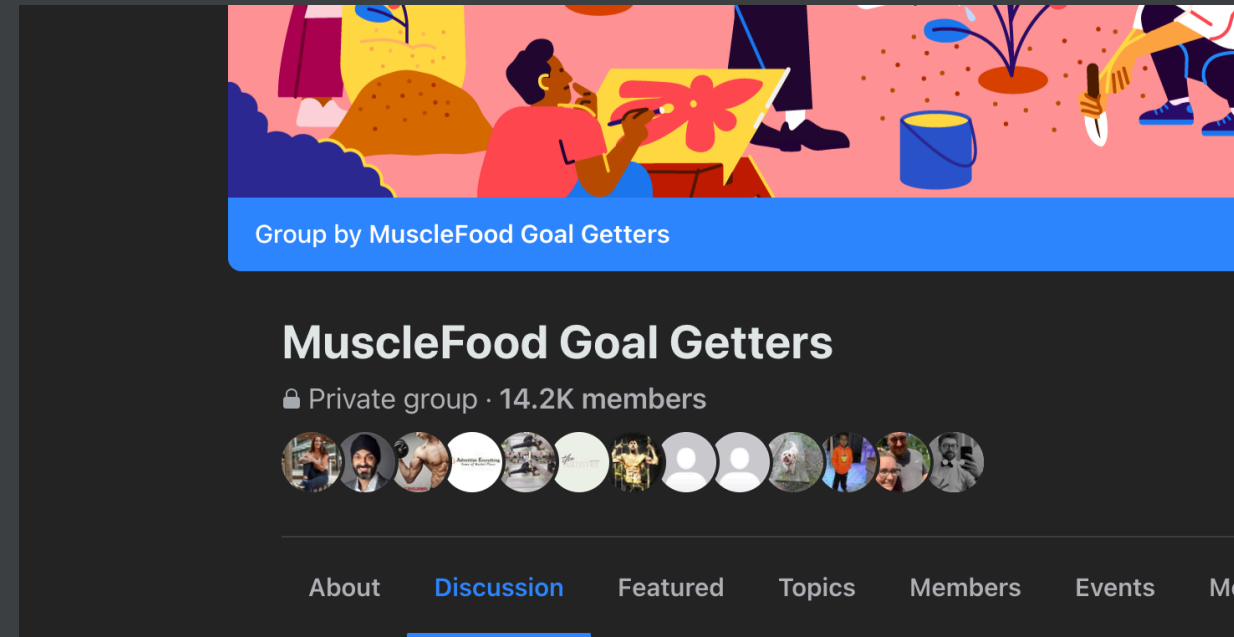 Group by MuscleFood Goal Getters
MuscleFood Goal Getters
Private group · 14.2K members
About Discussion Featured Topics Members Events